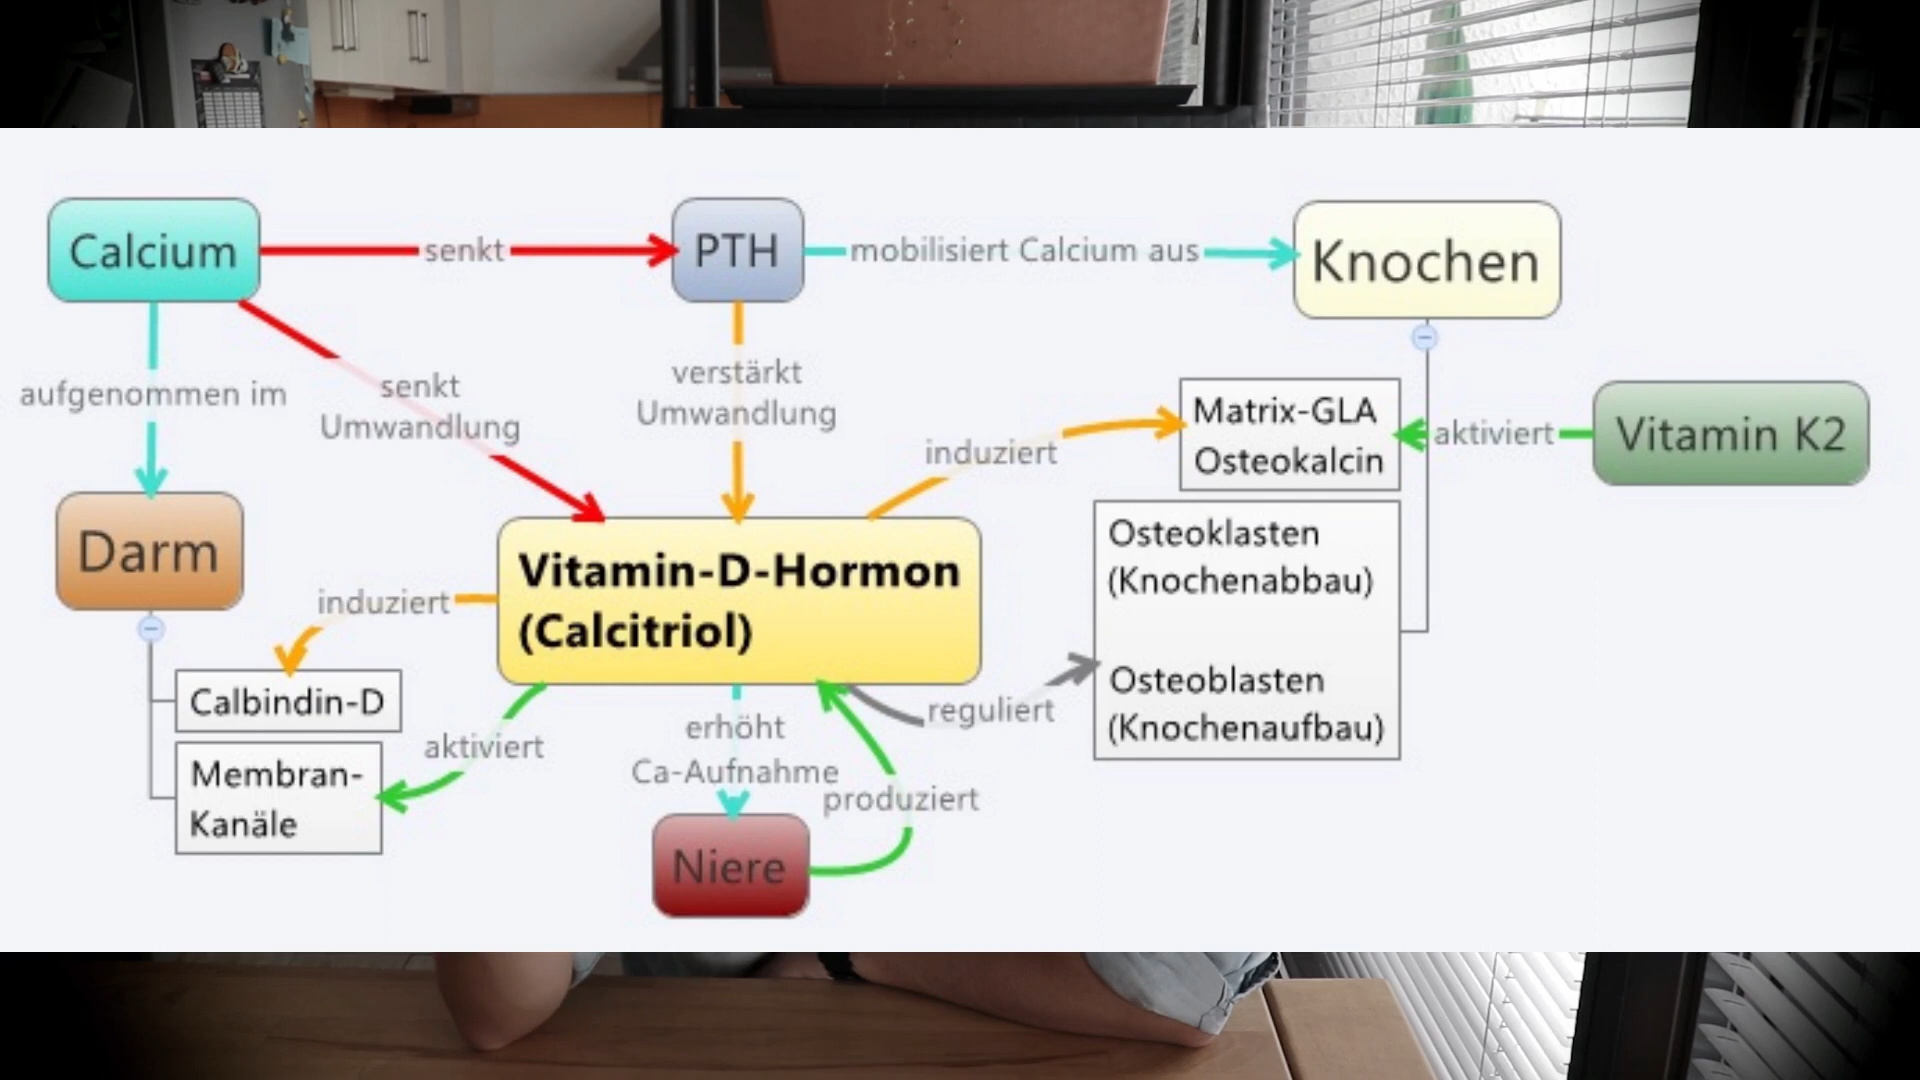 Calcium
senkt
PTH
mobilisiert Calcium aus
Knochen
aufgenommen im
senkt
Umwandlung
verstärkt
Umwandlung
induziert
Matrix-GLA
Osteokalcin
aktiviert
Vitamin K2
Darm
induziert
Vitamin-D-Hormon
(Calcitriol)
Osteoklasten
(Knochenabbau)
Osteoblasten
(Knochenaufbau)
Calbindin-D
Membran-
Kanäle
aktiviert
erhöht
Ca-Aufnahme
produziert
reguliert
Niere